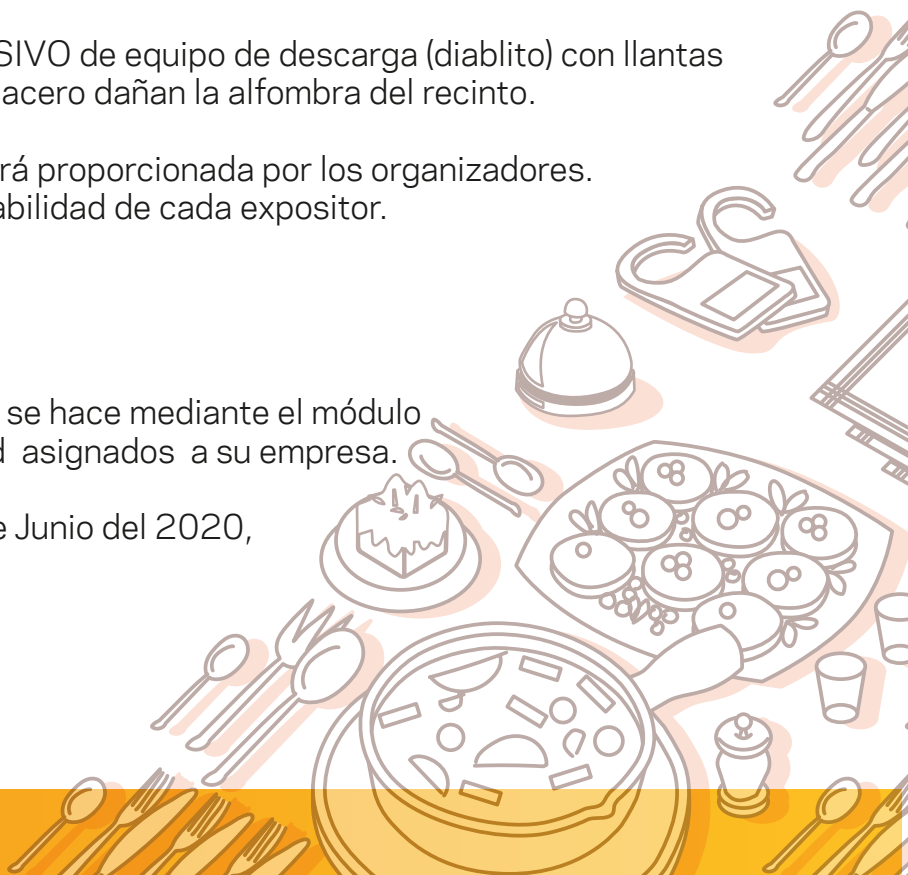 SIVO de equipo de descarga (diablito) con llantas
acero dañan la alfombra del recinto.
rá proporcionada por los organizadores.
abilidad de cada expositor.
se hace mediante el módulo
d asignados a su empresa.
e Junio del 2020,